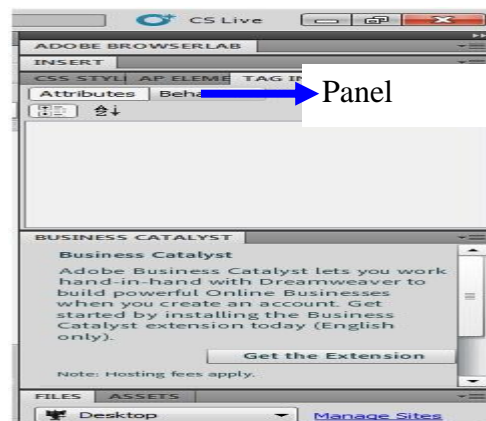 CS Live
ADOBE BROWSERLAB
INSERT
CSS STYL AP ELEME TAG IN
Attributes Beha
Panel
BUSINESS CATALYST
Business Catalyst
Adobe Business Catalyst lets you work
hand-in-hand with Dreamweaver to
build powerful Online Businesses
when you create an account. Get
started by installing the Business
Catalyst extension today (English
only).
Get the Extension
Note: Hosting fees apply.
FILES ASSETS
Desktop Manage Sites